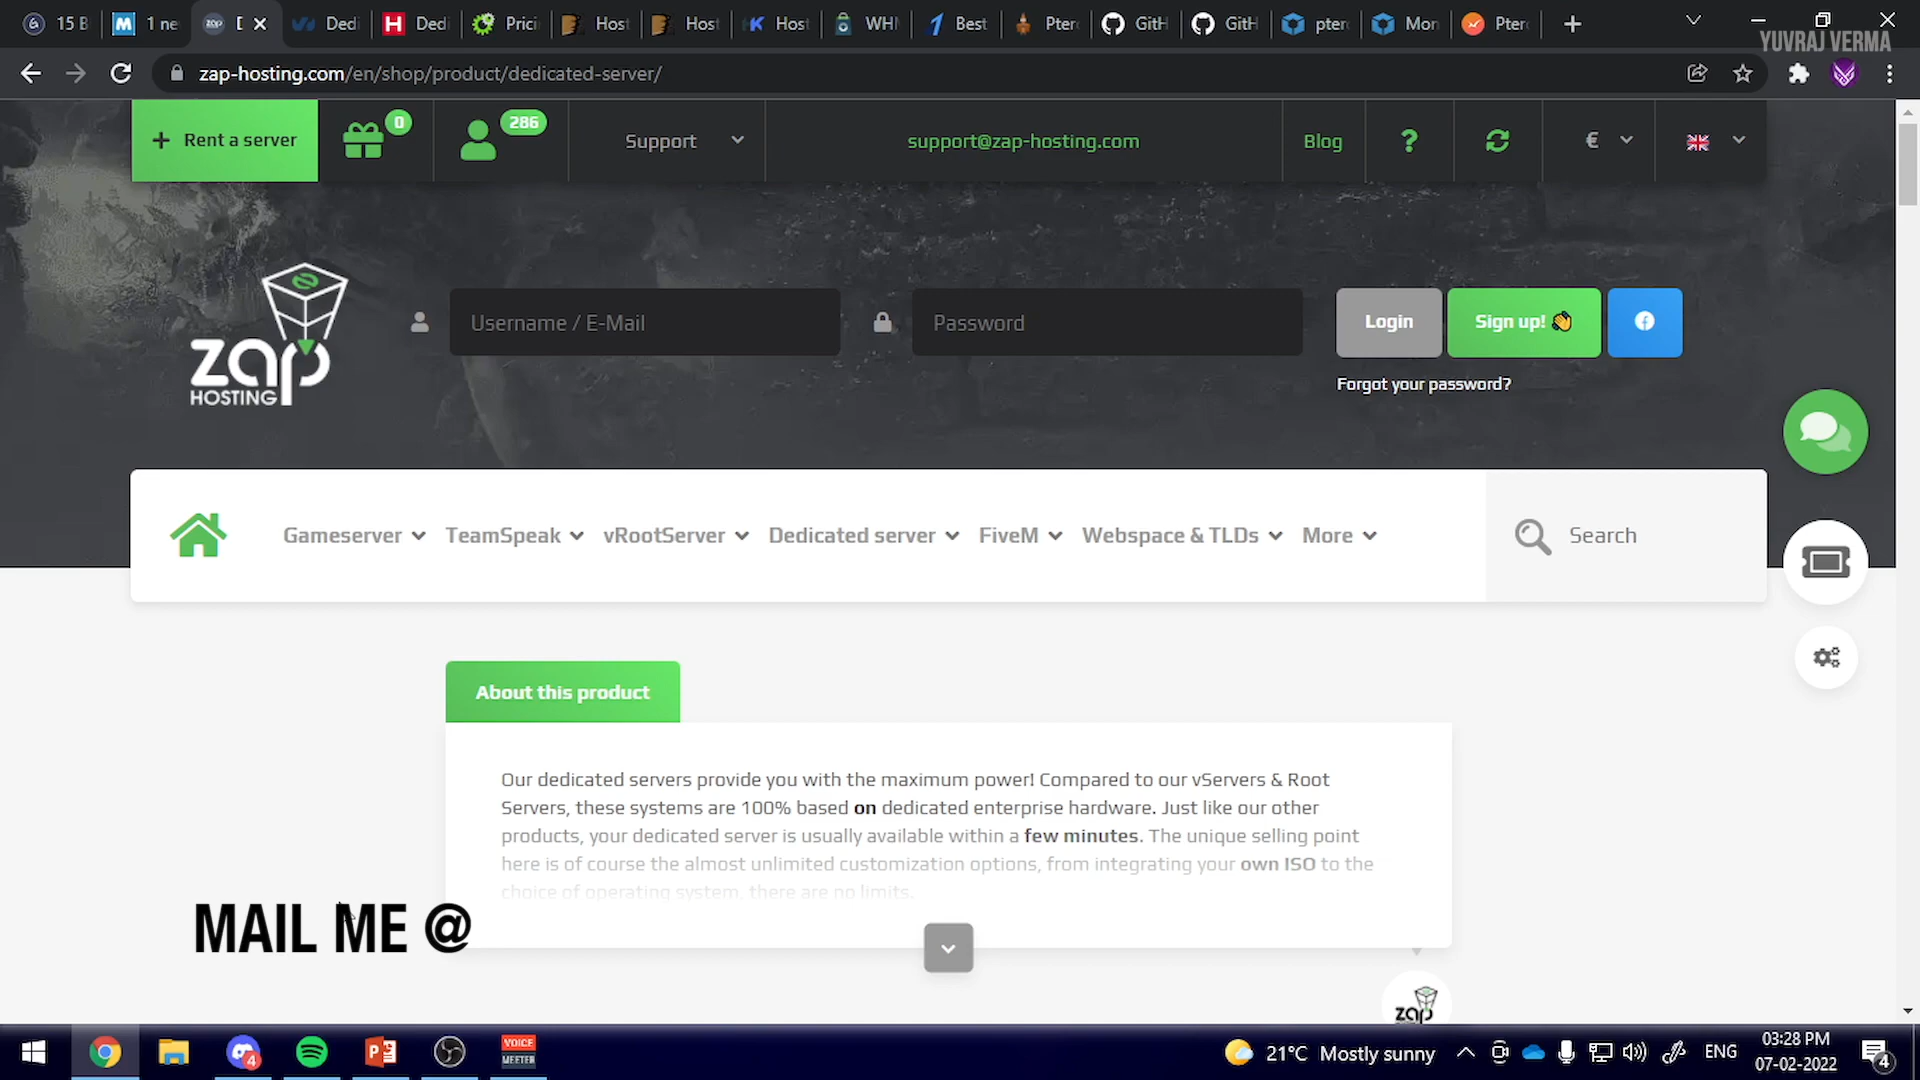 15 B
1 ne
D
Dedi
Dedi
Prici
Host
Host
Host
WHM
Best
Ptero
GitH
GitH
ptero
Mon
Ptero
YUVRAJ VERMA
zap-hosting.com/en/shop/product/dedicated-server/
Rent a server
0
286
Support
support@zap-hosting.com
Blog
?
€
zap
HOSTING
Username / E-Mail
Password
Login
Sign up! 👏
Forgot your password?
Gameserver
TeamSpeak
vRootServer
Dedicated server
FiveM
Webspace & TLDs
More
Search
About this product
Our dedicated servers provide you with the maximum power! Compared to our vServers & Root
Servers, these systems are 100% based on dedicated enterprise hardware. Just like our other
products, your dedicated server is usually available within a few minutes. The unique selling point
here is of course the almost unlimited customization options, from integrating your own ISO to the
choice of operating system, there are no limits.
MAIL ME @
zap
4
VOICE
MEETER
21°C Mostly sunny
ENG
03:28 PM
07-02-2022
4